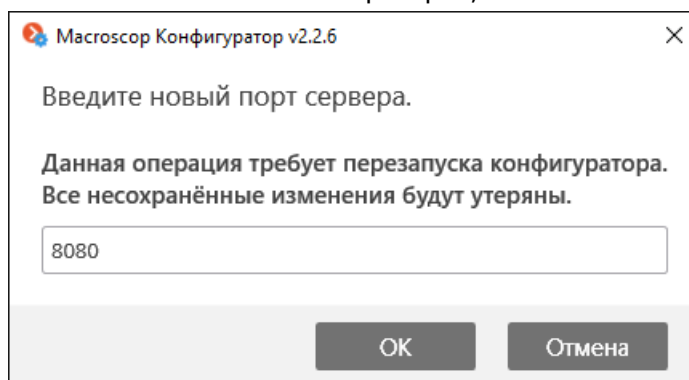 Macroscop Конфигуратор v2.2.6
Введите новый порт сервера.
Данная операция требует перезапуска конфигуратора.
Все несохранённые изменения будут утеряны.
8080
ОК
Отмена